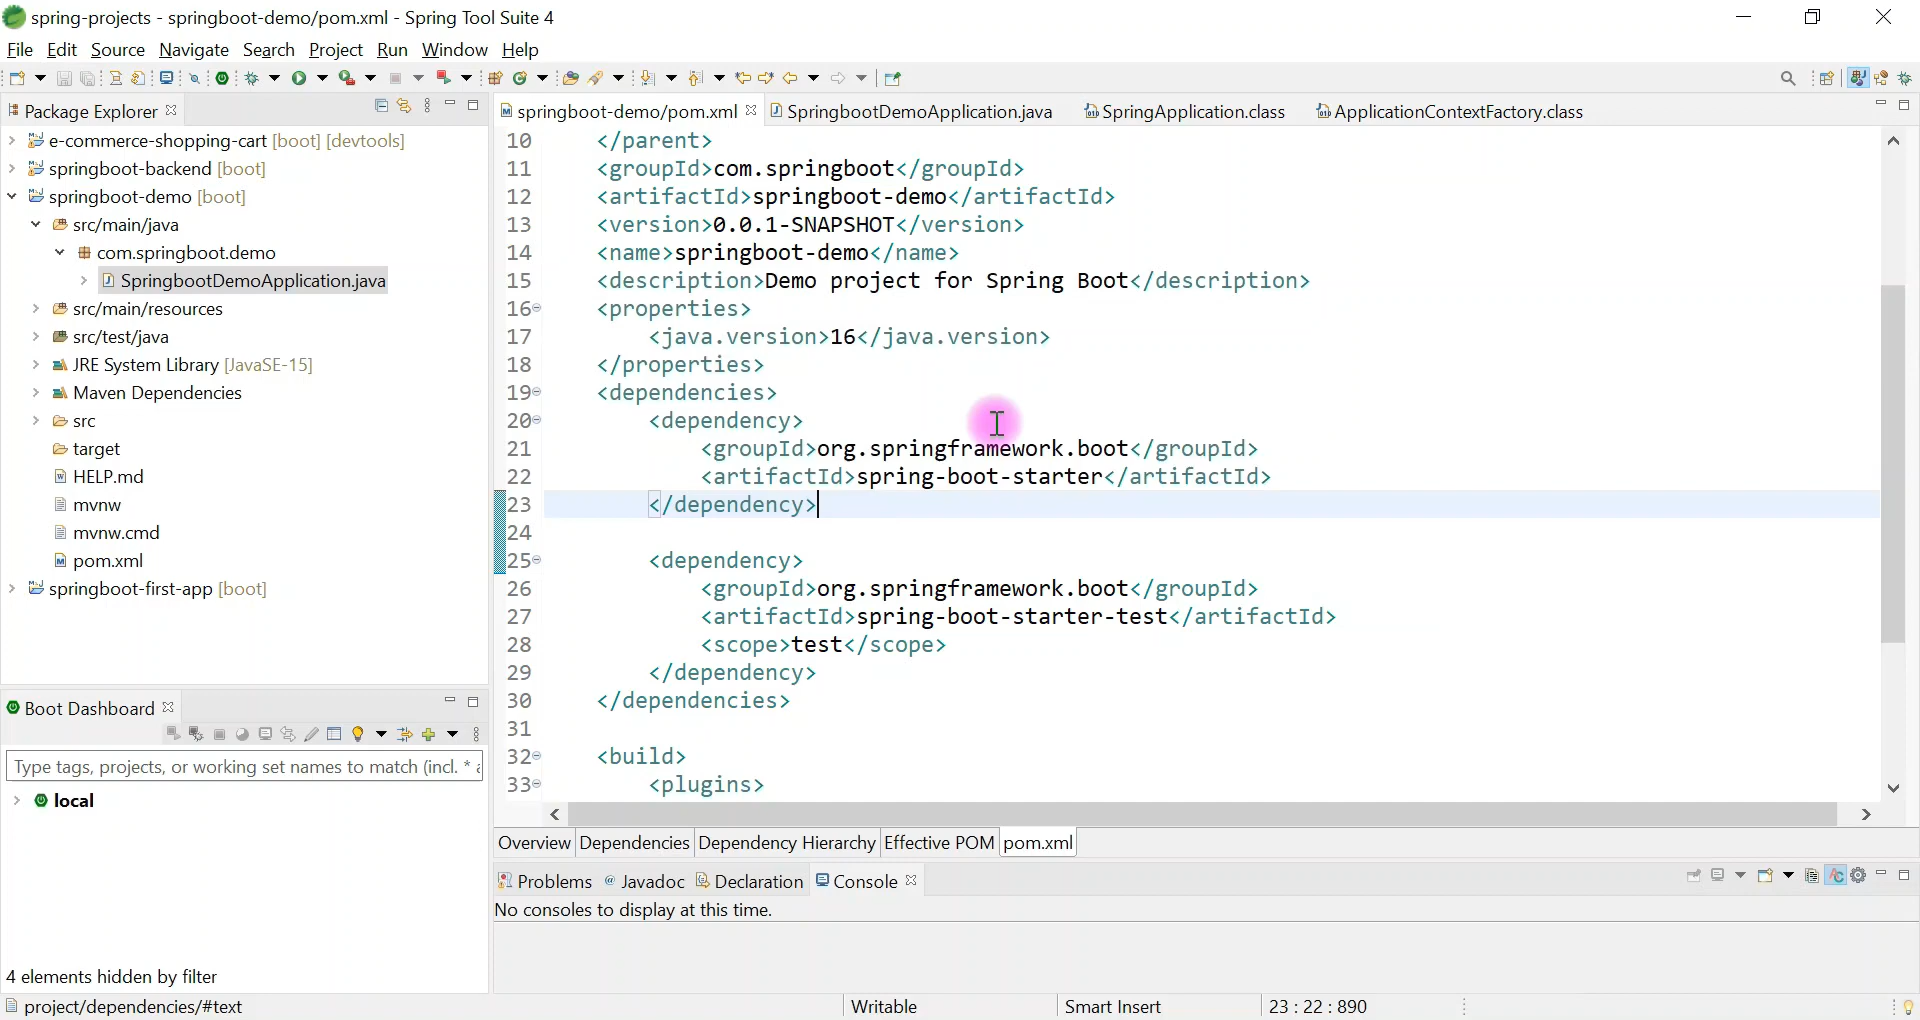 spring-projects - springboot-demo/pom.xml - Spring Tool Suite 4
File Edit Source Navigate Search Project Run Window Help
Package Explorer
e-commerce-shopping-cart [boot] [devtools]
springboot-backend [boot]
springboot-demo [boot]
src/main/java
com.springboot.demo
SpringbootDemoApplication.java
src/main/resources
src/test/java
JRE System Library [JavaSE-15]
Maven Dependencies
src
target
HELP.md
mvnw
mvnw.cmd
pom.xml
springboot-first-app [boot]
Boot Dashboard
Type tags, projects, or working set names to match (incl. *
local
4 elements hidden by filter
springboot-demo/pom.xml SpringbootDemoApplication.java SpringApplication.class ApplicationContextFactory.class
10 </parent>
11 <groupId>com.springboot</groupId>
12 <artifactId>springboot-demo</artifactId>
13 <version>0.0.1-SNAPSHOT</version>
14 <name>springboot-demo</name>
15 <description>Demo project for Spring Boot</description>
16 <properties>
17 <java.version>16</java.version>
18 </properties>
19 <dependencies>
20 <dependency>
21 <groupId>org.springframework.boot</groupId>
22 <artifactId>spring-boot-starter</artifactId>
23 </dependency>
24
25 <dependency>
26 <groupId>org.springframework.boot</groupId>
27 <artifactId>spring-boot-starter-test</artifactId>
28 <scope>test</scope>
29 </dependency>
30 </dependencies>
31
32 <build>
33 <plugins>
Overview Dependencies Dependency Hierarchy Effective POM pom.xml
Problems Javadoc Declaration Console
No consoles to display at this time.
project/dependencies/#text Writable Smart Insert 23 : 22 : 890